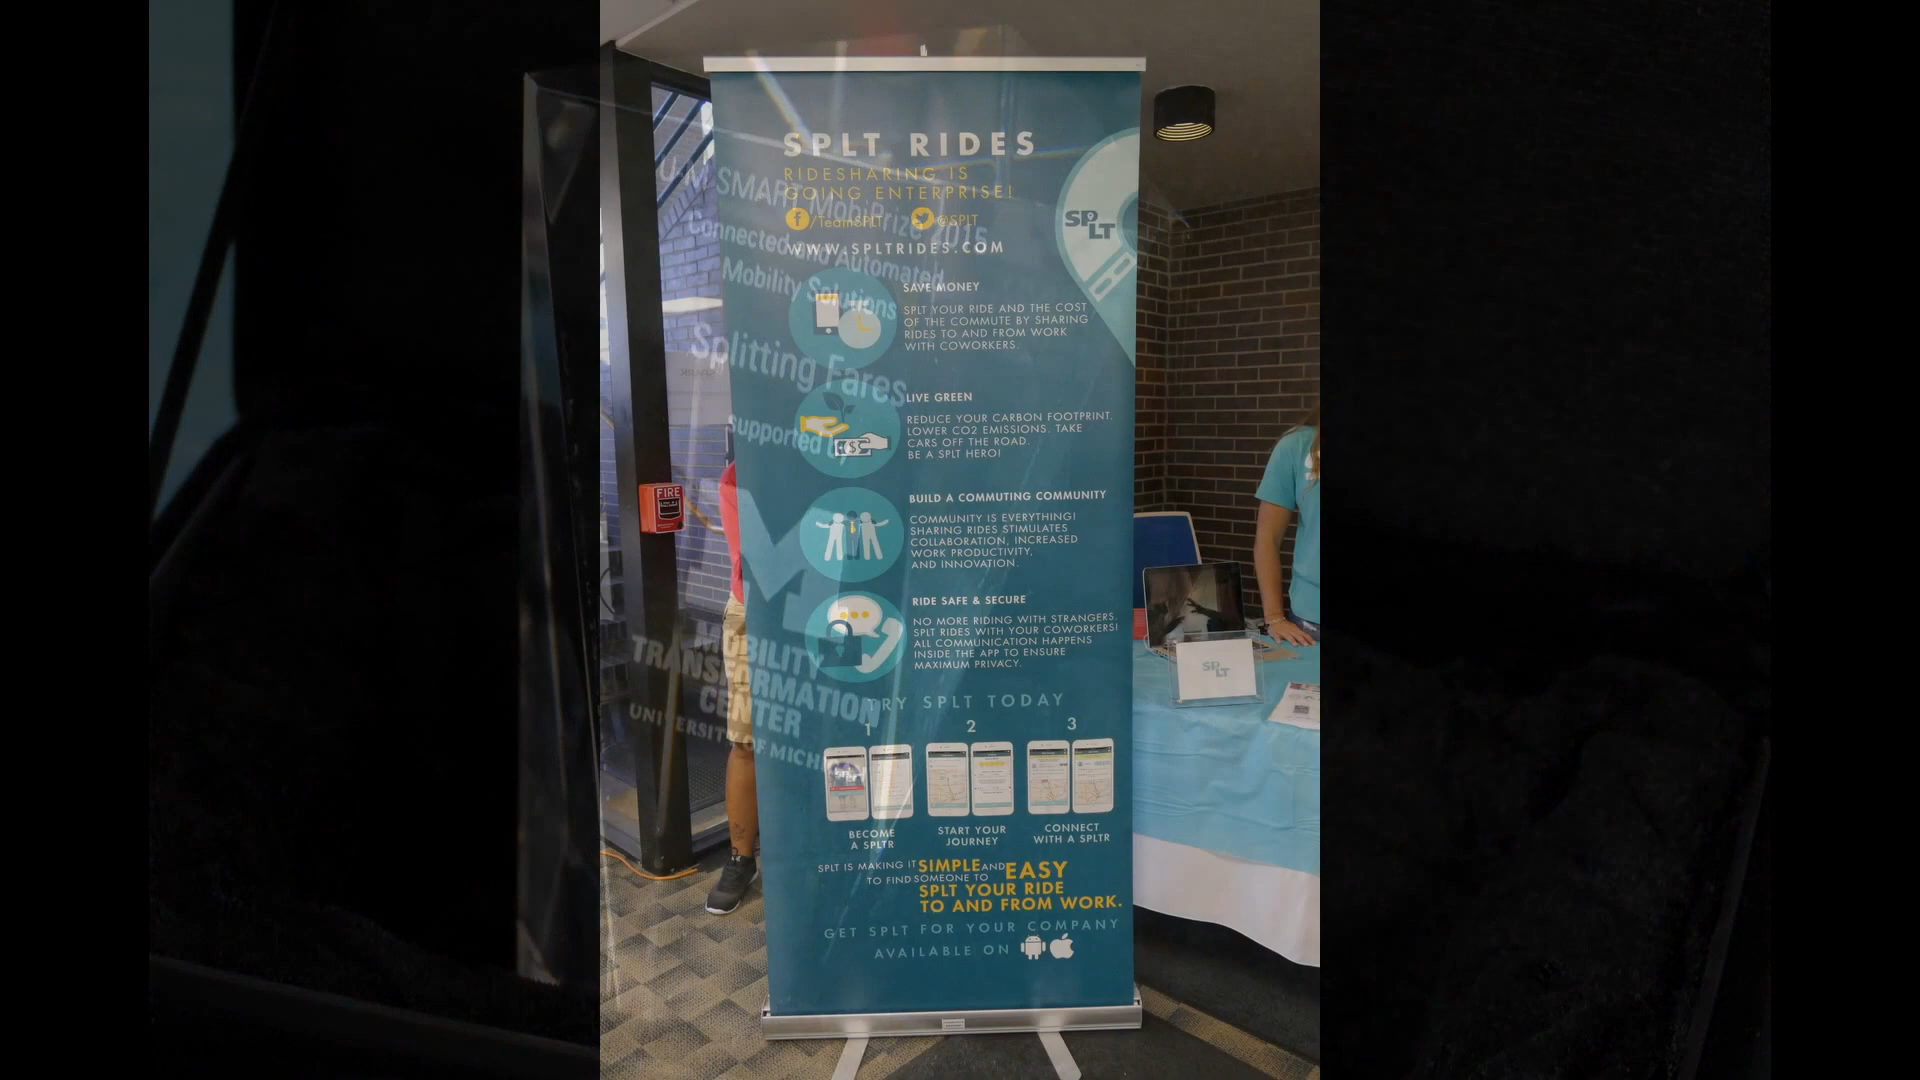 SPLT RIDES
RIDESHARING IS
GOING ENTERPRISE!
/TeamSPLT @SPLT
WWW.SPLTRIDES.COM
SPLT
SAVE MONEY
SPLT YOUR RIDE AND THE COST
OF THE COMMUTE BY SHARING
RIDES TO AND FROM WORK
WITH COWORKERS.
LIVE GREEN
REDUCE YOUR CARBON FOOTPRINT.
LOWER CO2 EMISSIONS. TAKE
CARS OFF THE ROAD.
BE A SPLT HERO!
BUILD A COMMUTING COMMUNITY
COMMUNITY IS EVERYTHING!
SHARING RIDES STIMULATES
COLLABORATION, INCREASED
WORK PRODUCTIVITY,
AND INNOVATION.
RIDE SAFE & SECURE
NO MORE RIDING WITH STRANGERS.
SPLT RIDES WITH YOUR COWORKERS!
ALL COMMUNICATION HAPPENS
INSIDE THE APP TO ENSURE
MAXIMUM PRIVACY.
TRY SPLT TODAY
1 2 3
BECOME
A SPLTR
START YOUR
JOURNEY
CONNECT
WITH A SPLTR
SPLT IS MAKING IT SIMPLE AND EASY
TO FIND SOMEONE TO
SPLT YOUR RIDE
TO AND FROM WORK.
GET SPLT FOR YOUR COMPANY
AVAILABLE ON
U-M SMART MobiPrize 2015
Connected and Automated
Mobility Solutions
Splitting Fares
supported by
M
MOBILITY
TRANSFORMATION
CENTER
UNIVERSITY OF
FIRE
SPLT